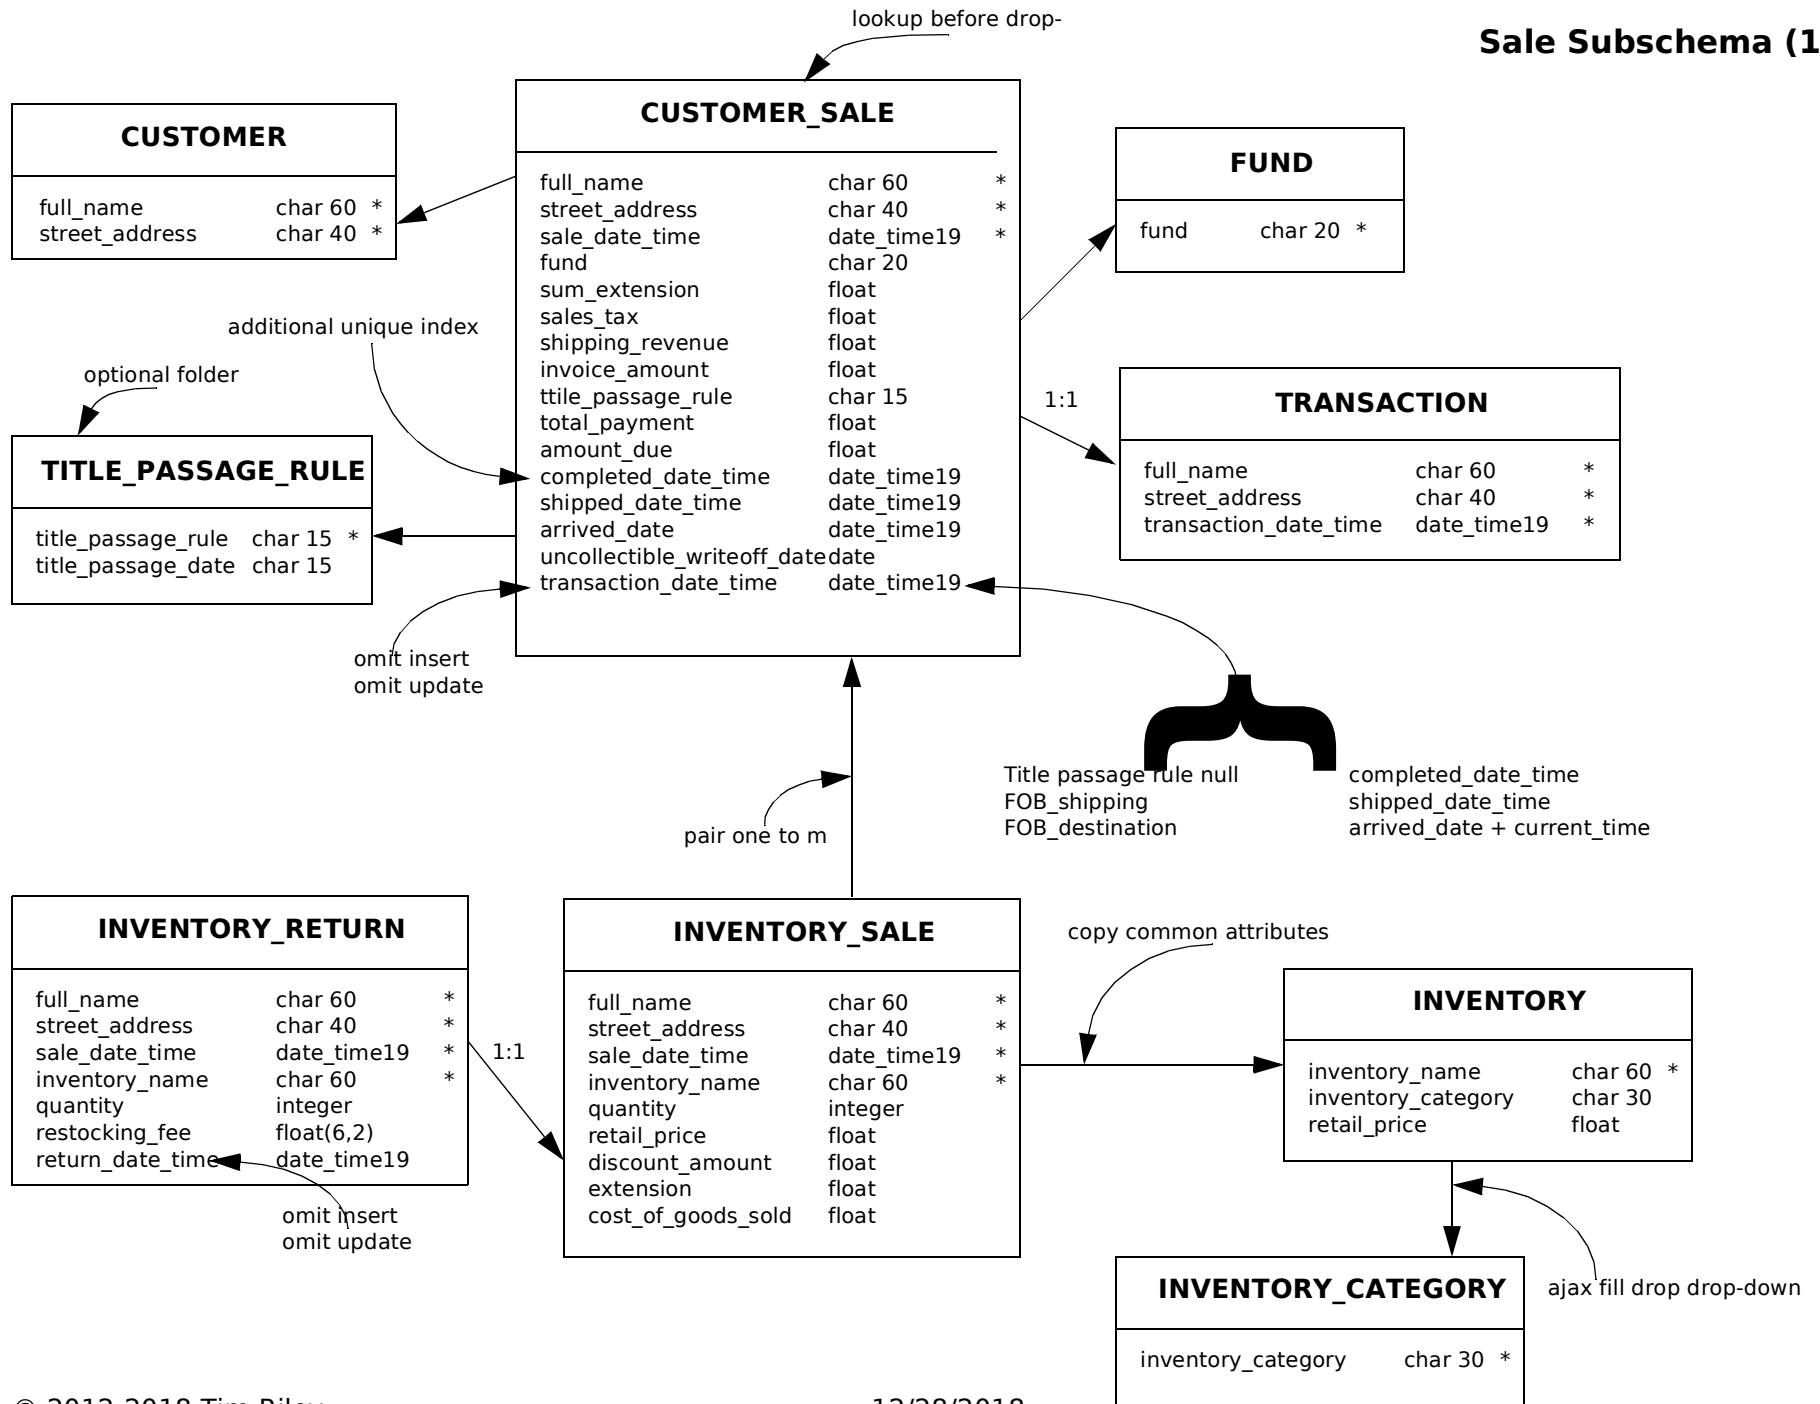 lookup before drop-
Sale Subschema (1
CUSTOMER
full_name char 60 *
street_address char 40 *
CUSTOMER_SALE
full_name char 60 *
street_address char 40 *
sale_date_time date_time19 *
fund char 20
sum_extension float
sales_tax float
shipping_revenue float
invoice_amount float
ttile_passage_rule char 15
total_payment float
amount_due float
completed_date_time date_time19
shipped_date_time date_time19
arrived_date date_time19
uncollectible_writeoff_date date
transaction_date_time date_time19
FUND
fund char 20 *
additional unique index
optional folder
1:1
TRANSACTION
full_name char 60 *
street_address char 40 *
transaction_date_time date_time19 *
TITLE_PASSAGE_RULE
title_passage_rule char 15 *
title_passage_date char 15
omit insert
omit update
Title passage rule null completed_date_time
FOB_shipping shipped_date_time
FOB_destination arrived_date + current_time
pair one to m
INVENTORY_RETURN
full_name char 60 *
street_address char 40 *
sale_date_time date_time19 *
inventory_name char 60 *
quantity integer
restocking_fee float(6,2)
return_date_time date_time19
omit insert
omit update
1:1
INVENTORY_SALE
full_name char 60 *
street_address char 40 *
sale_date_time date_time19 *
inventory_name char 60 *
quantity integer
retail_price float
discount_amount float
extension float
cost_of_goods_sold float
copy common attributes
INVENTORY
inventory_name char 60 *
inventory_category char 30
retail_price float
ajax fill drop drop-down
INVENTORY_CATEGORY
inventory_category char 30 *
© 2012-2018 Tim Riley
12/28/2018